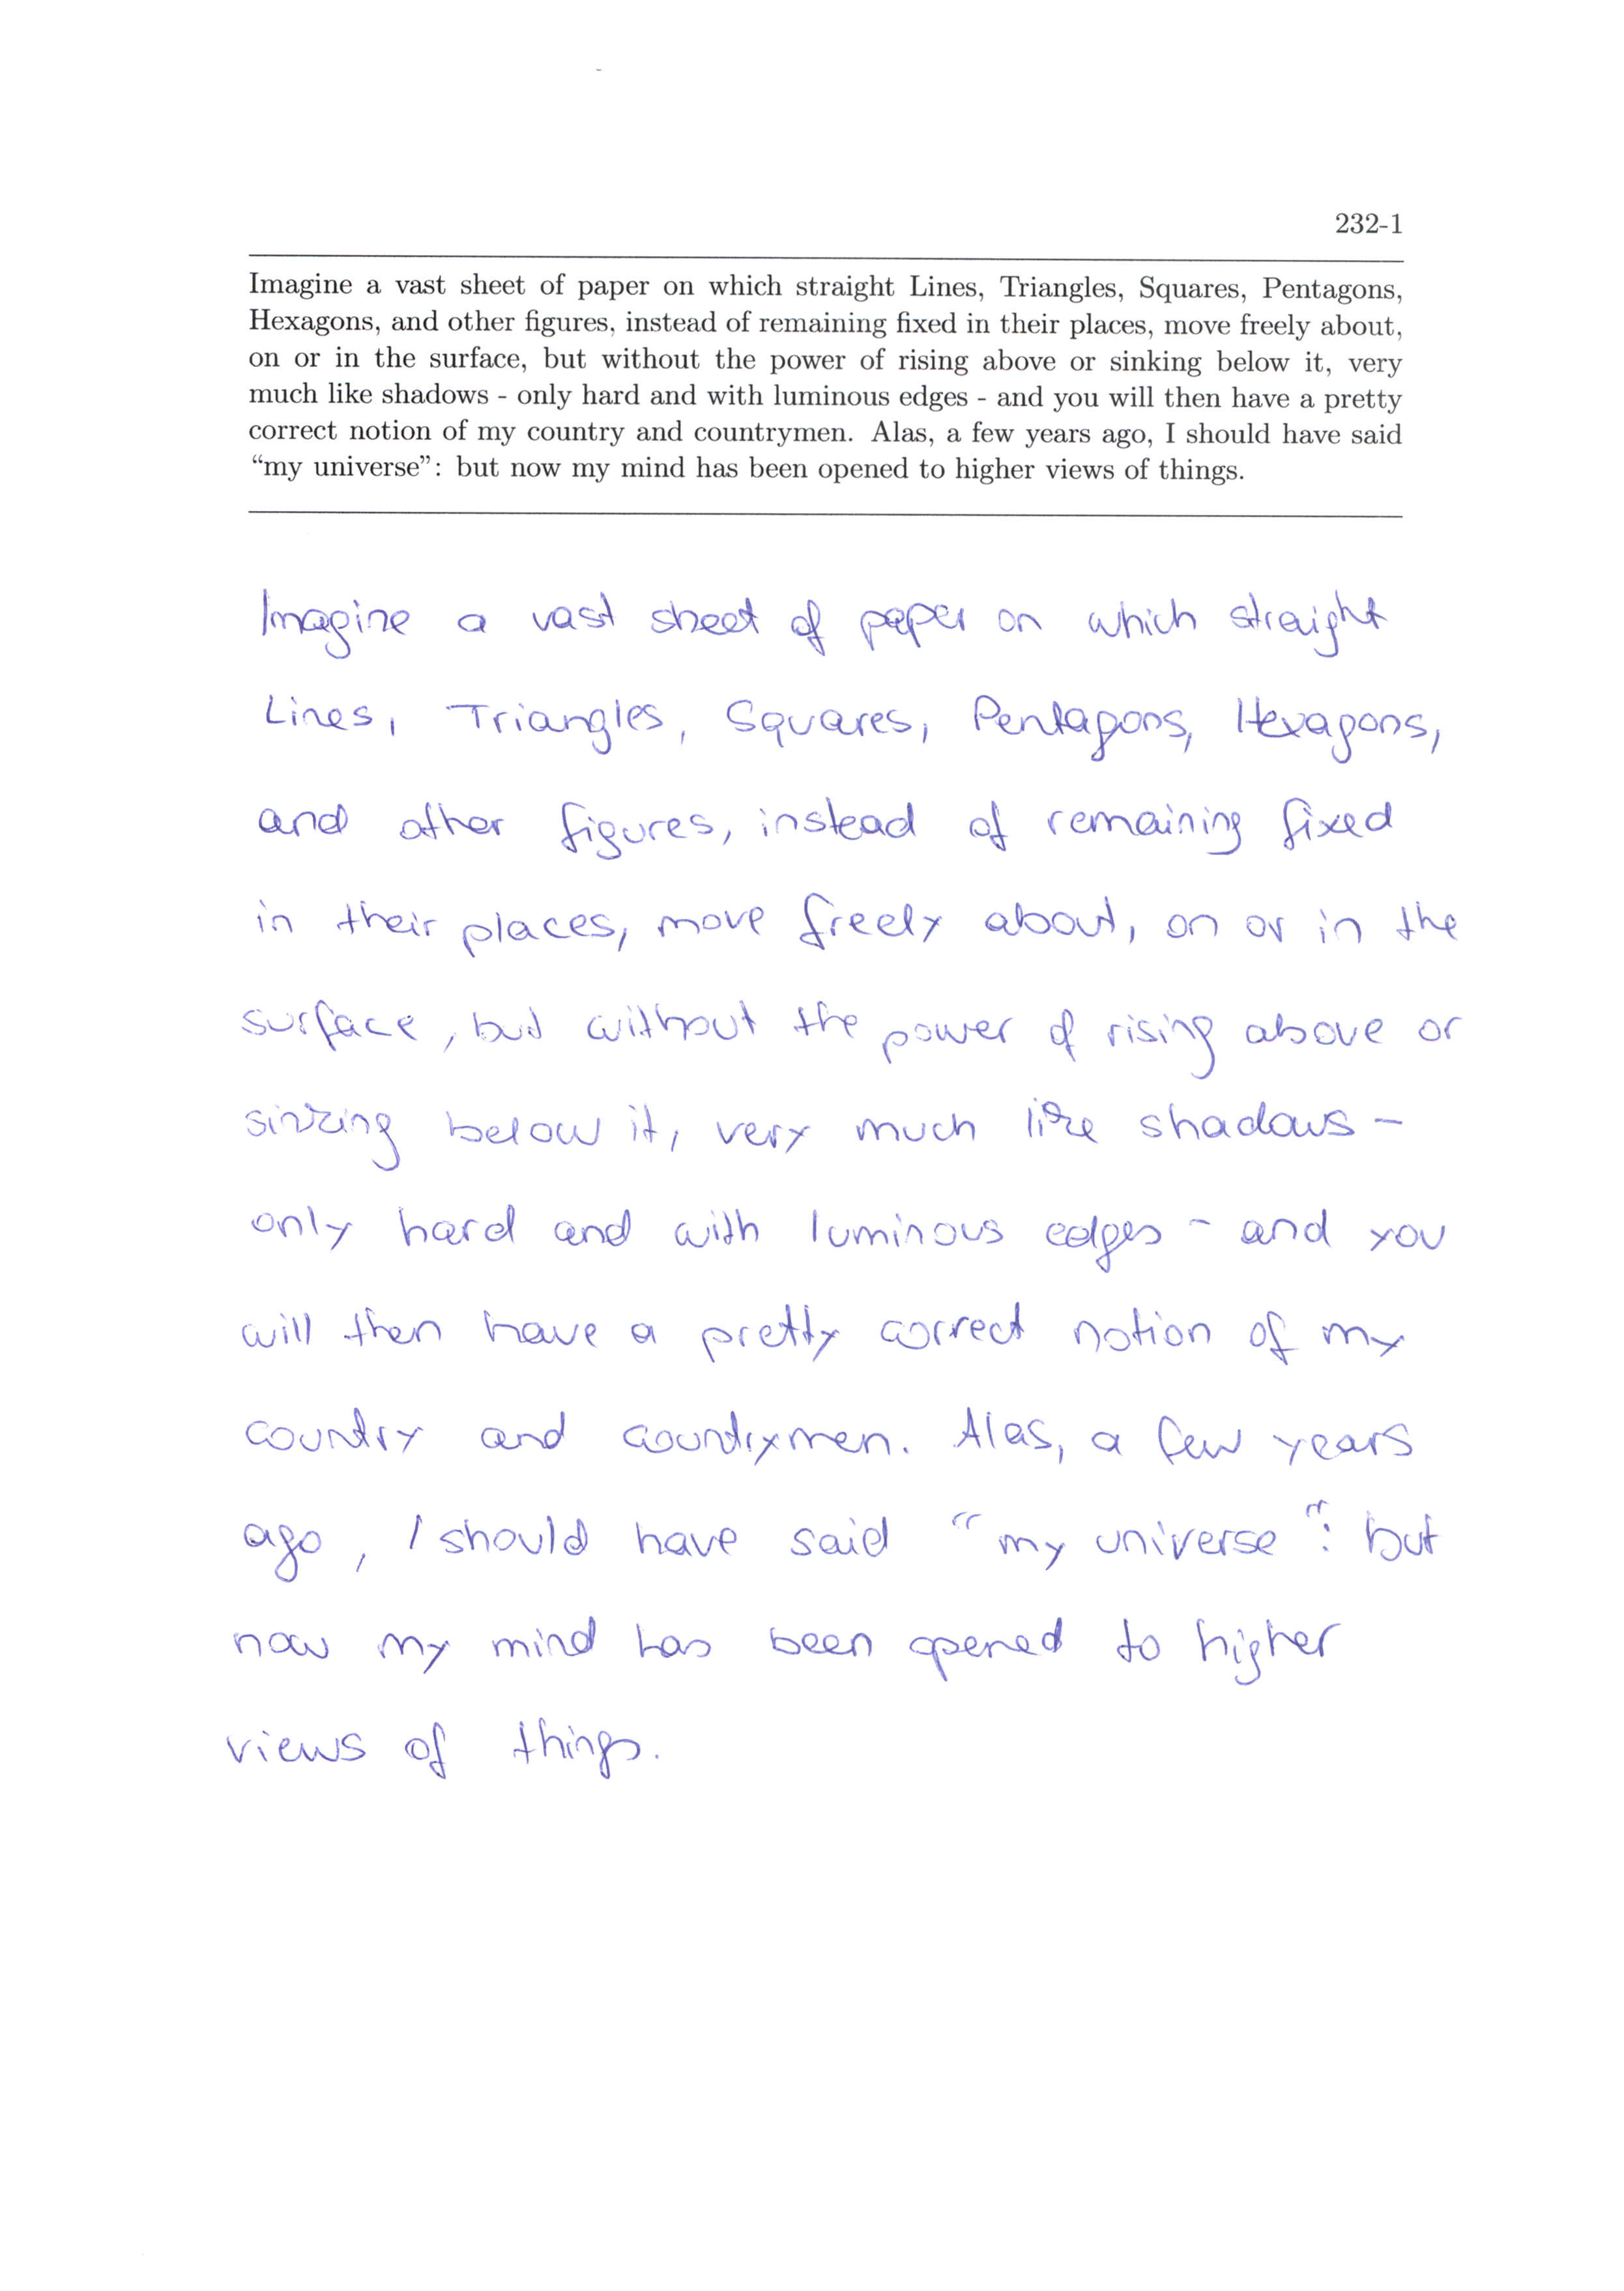 232-1
Imagine a vast sheet of paper on which straight Lines, Triangles, Squares, Pentagons,
Hexagons, and other figures, instead of remaining fixed in their places, move freely about,
on or in the surface, but without the power of rising above or sinking below it, very
much like shadows - only hard and with luminous edges - and you will then have a pretty
correct notion of my country and countrymen. Alas, a few years ago, I should have said
“my universe”: but now my mind has been opened to higher views of things.
Imagine a vast sheet of paper on which straight
Lines, Triangles, Squares, Pentagons, Hexagons,
and other figures, instead of remaining fixed
in their places, move freely about, on or in the
surface, but without the power of rising above or
sinking below it, very much like shadows -
only hard and with luminous edges - and you
will then have a pretty correct notion of my
country and countrymen. Alas, a few years
ago, I should have said “my universe”: but
now my mind has been opened to higher
views of things.